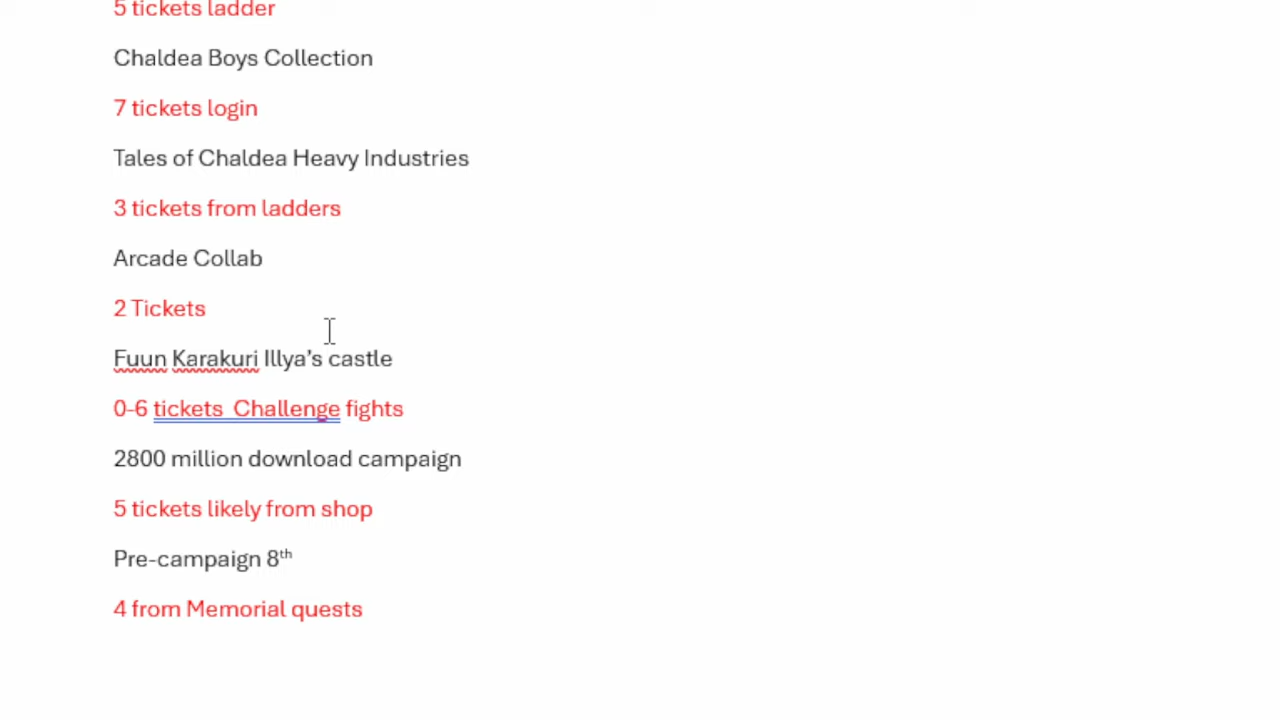 5 tickets ladder
Chaldea Boys Collection
7 tickets login
Tales of Chaldea Heavy Industries
3 tickets from ladders
Arcade Collab
2 Tickets
Fuun Karakuri Illya’s castle
0-6 tickets  Challenge fights
2800 million download campaign
5 tickets likely from shop
Pre-campaign 8th
4 from Memorial quests